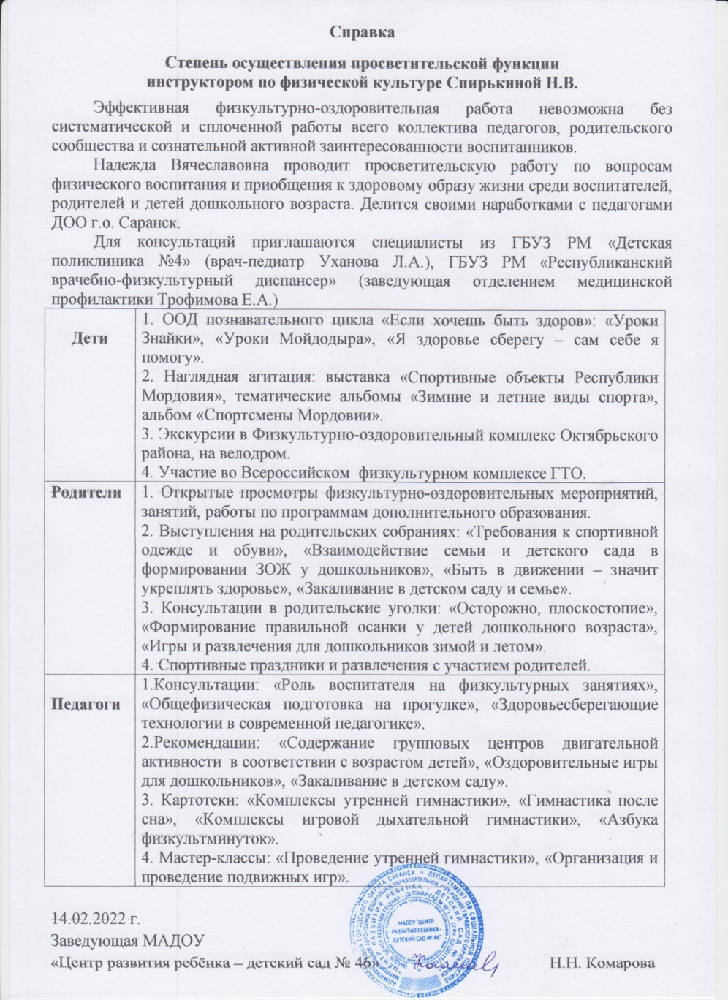 Справка
Степень осуществления просветительской функции
инструктором по физической культуре Спирькиной Н.В.
Эффективная физкультурно-оздоровительная работа невозможна без
систематической и сплоченной работы всего коллектива педагогов, родительского
сообщества и сознательной активной заинтересованности воспитанников.
Надежда Вячеславовна проводит просветительскую работу по вопросам
физического воспитания и приобщения к здоровому образу жизни среди воспитателей,
родителей и детей дошкольного возраста. Делится своими наработками с педагогами
ДОО г.о. Саранск.
Для консультаций приглашаются специалисты из ГБУЗ РМ «Детская
поликлиника №4» (врач-педиатр Уханова Л.А.), ГБУЗ РМ «Республиканский
врачебно-физкультурный диспансер» (заведующая отделением медицинской
профилактики Трофимова Е.А.)
Дети
1. ООД познавательного цикла «Если хочешь быть здоров»: «Уроки
Знайки», «Уроки Мойдодыра», «Я здоровье сберегу – сам себе я
помогу».
2. Наглядная агитация: выставка «Спортивные объекты Республики
Мордовия», тематические альбомы «Зимние и летние виды спорта»,
альбом «Спортсмены Мордовии».
3. Экскурсии в Физкультурно-оздоровительный комплекс Октябрьского
района, на велодром.
4. Участие во Всероссийском физкультурном комплексе ГТО.
Родители
1. Открытые просмотры физкультурно-оздоровительных мероприятий,
занятий, работы по программам дополнительного образования.
2. Выступления на родительских собраниях: «Требования к спортивной
одежде и обуви», «Взаимодействие семьи и детского сада в
формировании ЗОЖ у дошкольников», «Быть в движении – значит
укреплять здоровье», «Закаливание в детском саду и семье».
3. Консультации в родительские уголки: «Осторожно, плоскостопие»,
«Формирование правильной осанки у детей дошкольного возраста»,
«Игры и развлечения для дошкольников зимой и летом».
4. Спортивные праздники и развлечения с участием родителей.
Педагоги
1.Консультации: «Роль воспитателя на физкультурных занятиях»,
«Общефизическая подготовка на прогулке», «Здоровьесберегающие
технологии в современной педагогике».
2.Рекомендации: «Содержание групповых центров двигательной
активности в соответствии с возрастом детей», «Оздоровительные игры
для дошкольников», «Закаливание в детском саду».
3. Картотеки: «Комплексы утренней гимнастики», «Гимнастика после
сна», «Комплексы игровой дыхательной гимнастики», «Азбука
физкультминуток».
4. Мастер-классы: «Проведение утренней гимнастики», «Организация и
проведение подвижных игр».
14.02.2022 г.
Заведующая МАДОУ
«Центр развития ребёнка – детский сад № 46»
Н.Н. Комарова
МАДОУ "ЦЕНТР
РАЗВИТИЯ РЕБЕНКА -
ДЕТСКИЙ САД № 46"